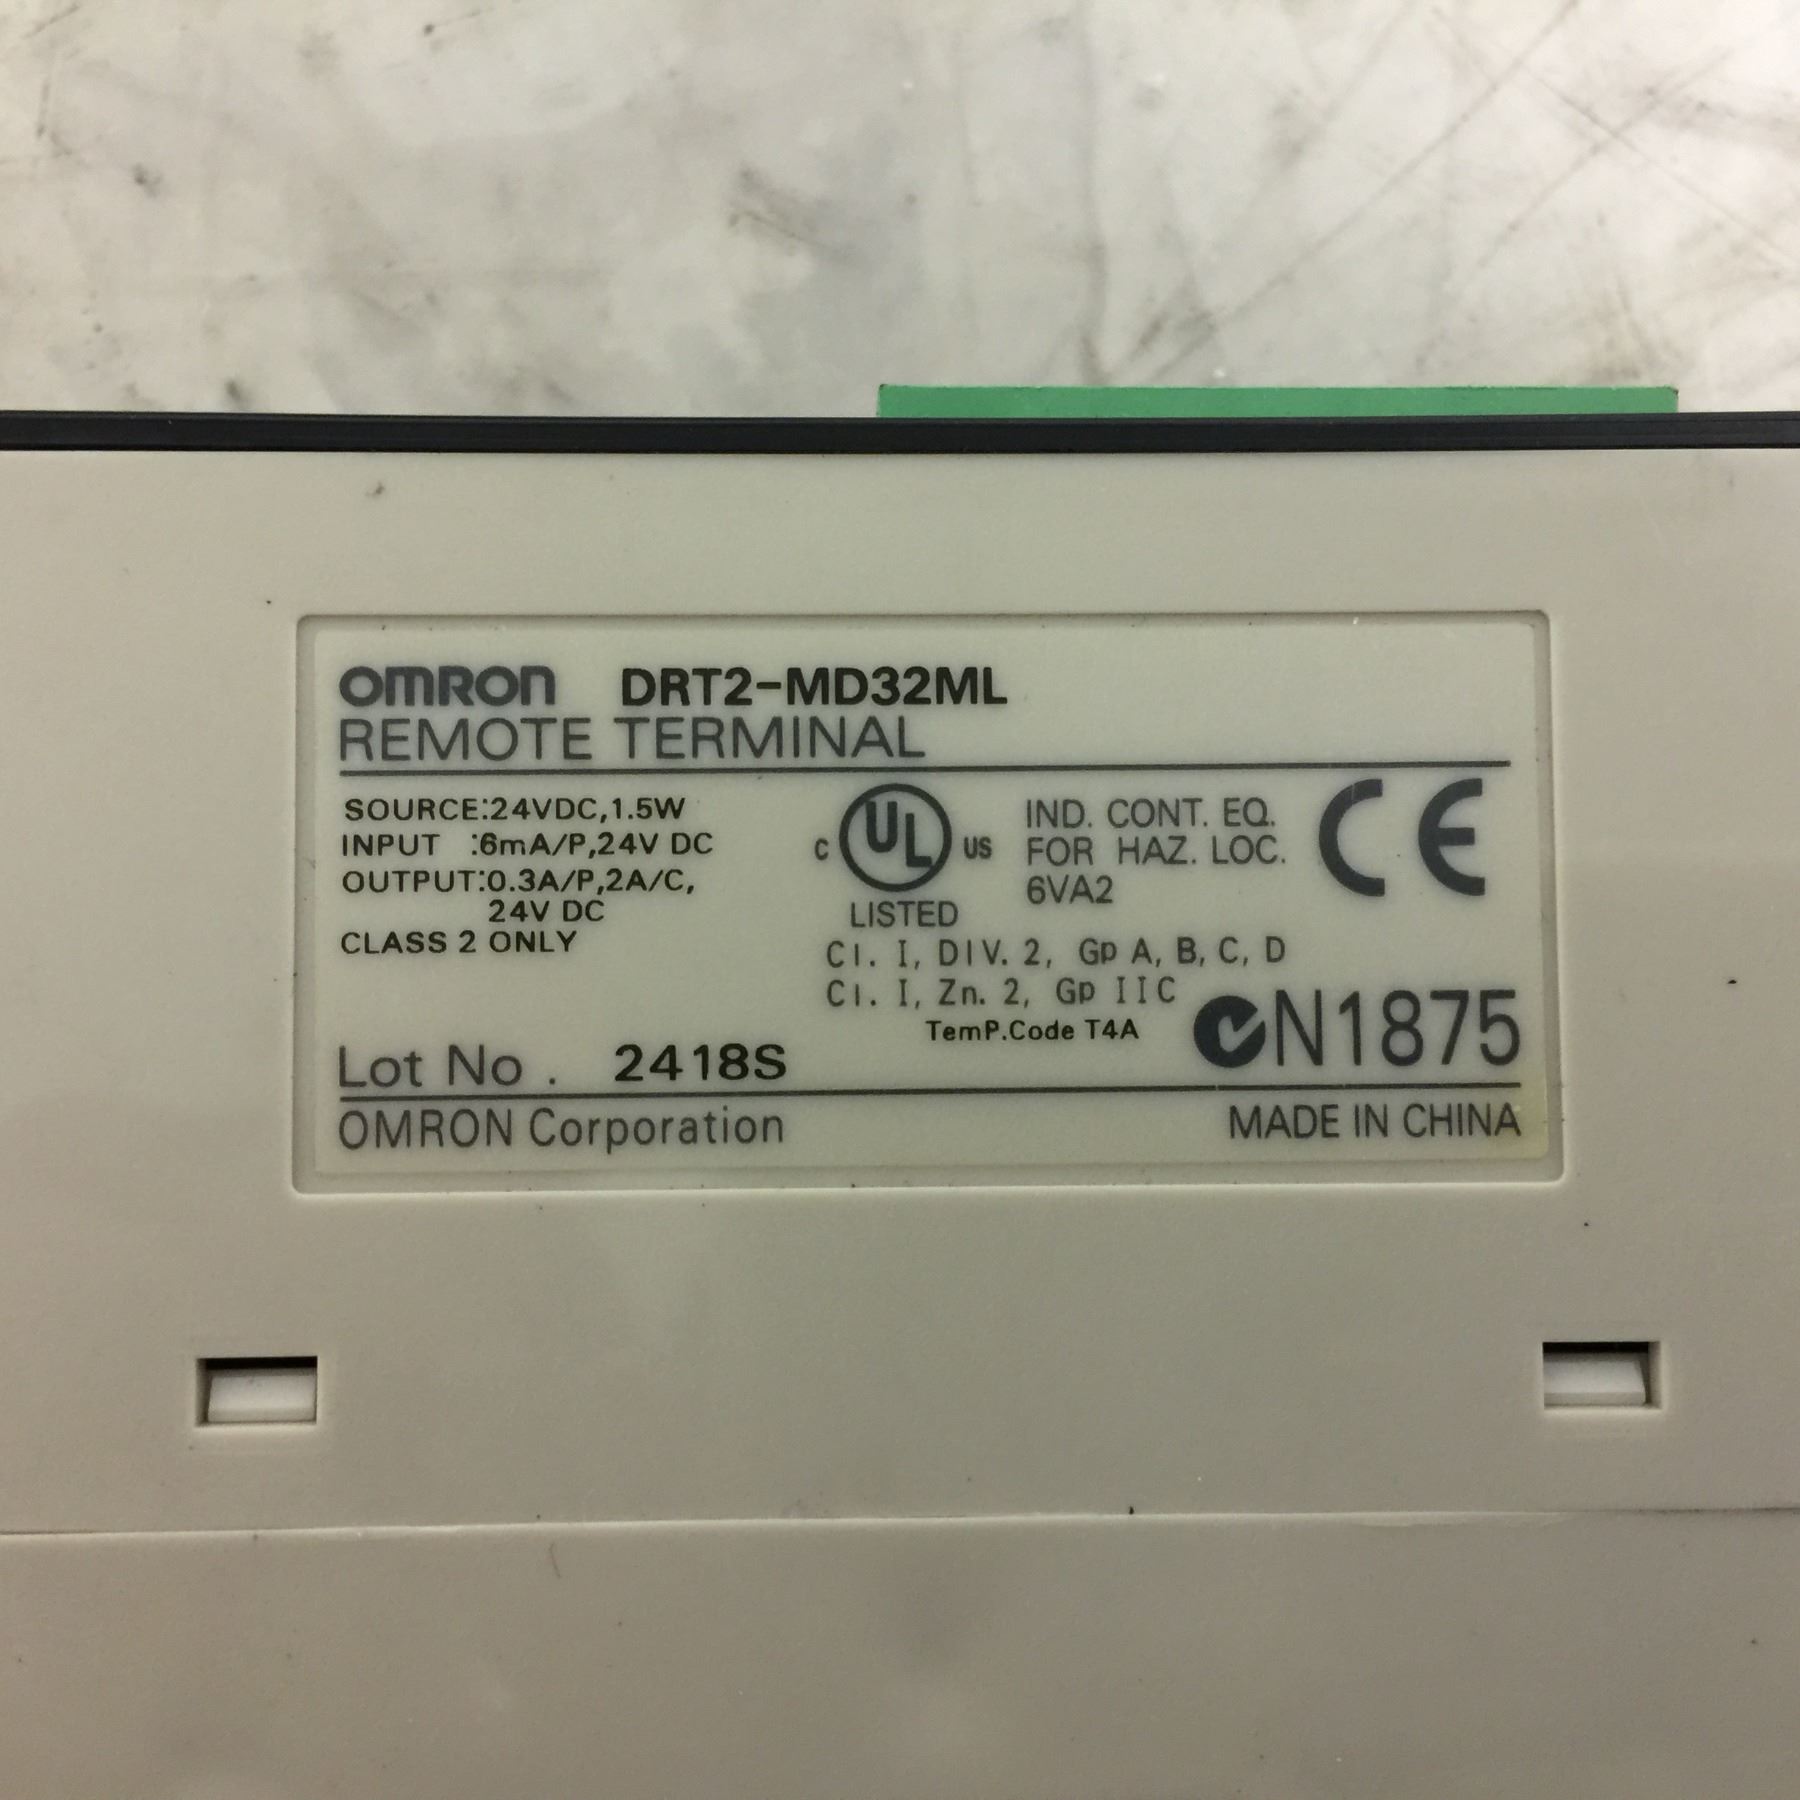 OMRON DRT2-MD32ML
REMOTE TERMINAL
SOURCE:24VDC,1.5W
INPUT :6mA/P,24V DC
OUTPUT:0.3A/P,2A/C,
24V DC
CLASS 2 ONLY
C UL US
LISTED
IND. CONT. EQ.
FOR HAZ. LOC.
6VA2
CE
Cl. I, DIV. 2, Gp A, B, C, D
Cl. I, Zn. 2, Gp IIC
TemP.Code T4A
N1875
Lot No. 2418S
OMRON Corporation
MADE IN CHINA